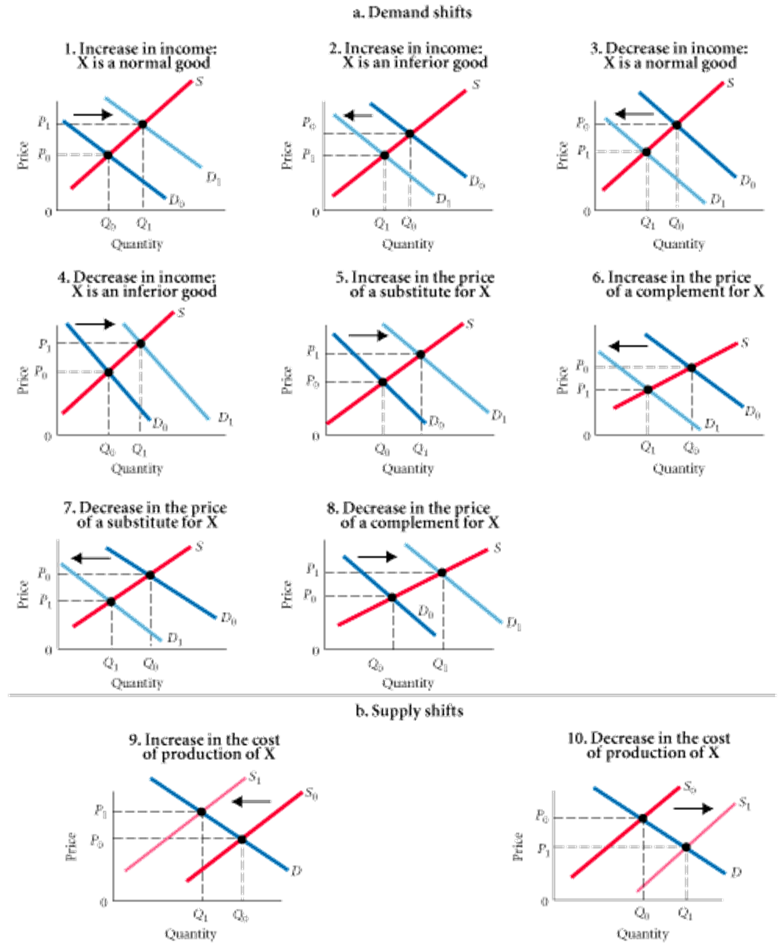 a. Demand shifts
1. Increase in income:
X is a normal good
2. Increase in income:
X is an inferior good
3. Decrease in income:
X is a normal good
S
P₁
P₀
D₁
D₀
Price
0
Q₀ Q₁
Quantity
S
P₀
P₁
D₁
D₀
Price
0
Q₁ Q₀
Quantity
S
P₀
P₁
D₀
D₁
Price
0
Q₁ Q₀
Quantity
4. Decrease in income:
X is an inferior good
5. Increase in the price
of a substitute for X
6. Increase in the price
of a complement for X
S
P₁
P₀
D₀
D₁
Price
0
Q₀ Q₁
Quantity
S
P₁
P₀
D₀
D₁
Price
0
Q₀ Q₁
Quantity
S
P₀
P₁
D₀
D₁
Price
0
Q₁ Q₀
Quantity
7. Decrease in the price
of a substitute for X
8. Decrease in the price
of a complement for X
S
P₀
P₁
D₀
D₁
Price
0
Q₁ Q₀
Quantity
S
P₁
P₀
D₀
D₁
Price
0
Q₀ Q₁
Quantity
b. Supply shifts
9. Increase in the cost
of production of X
10. Decrease in the cost
of production of X
S₁
S₀
P₁
P₀
D
Price
0
Q₁ Q₀
Quantity
S₀
S₁
P₀
P₁
D
Price
0
Q₀ Q₁
Quantity